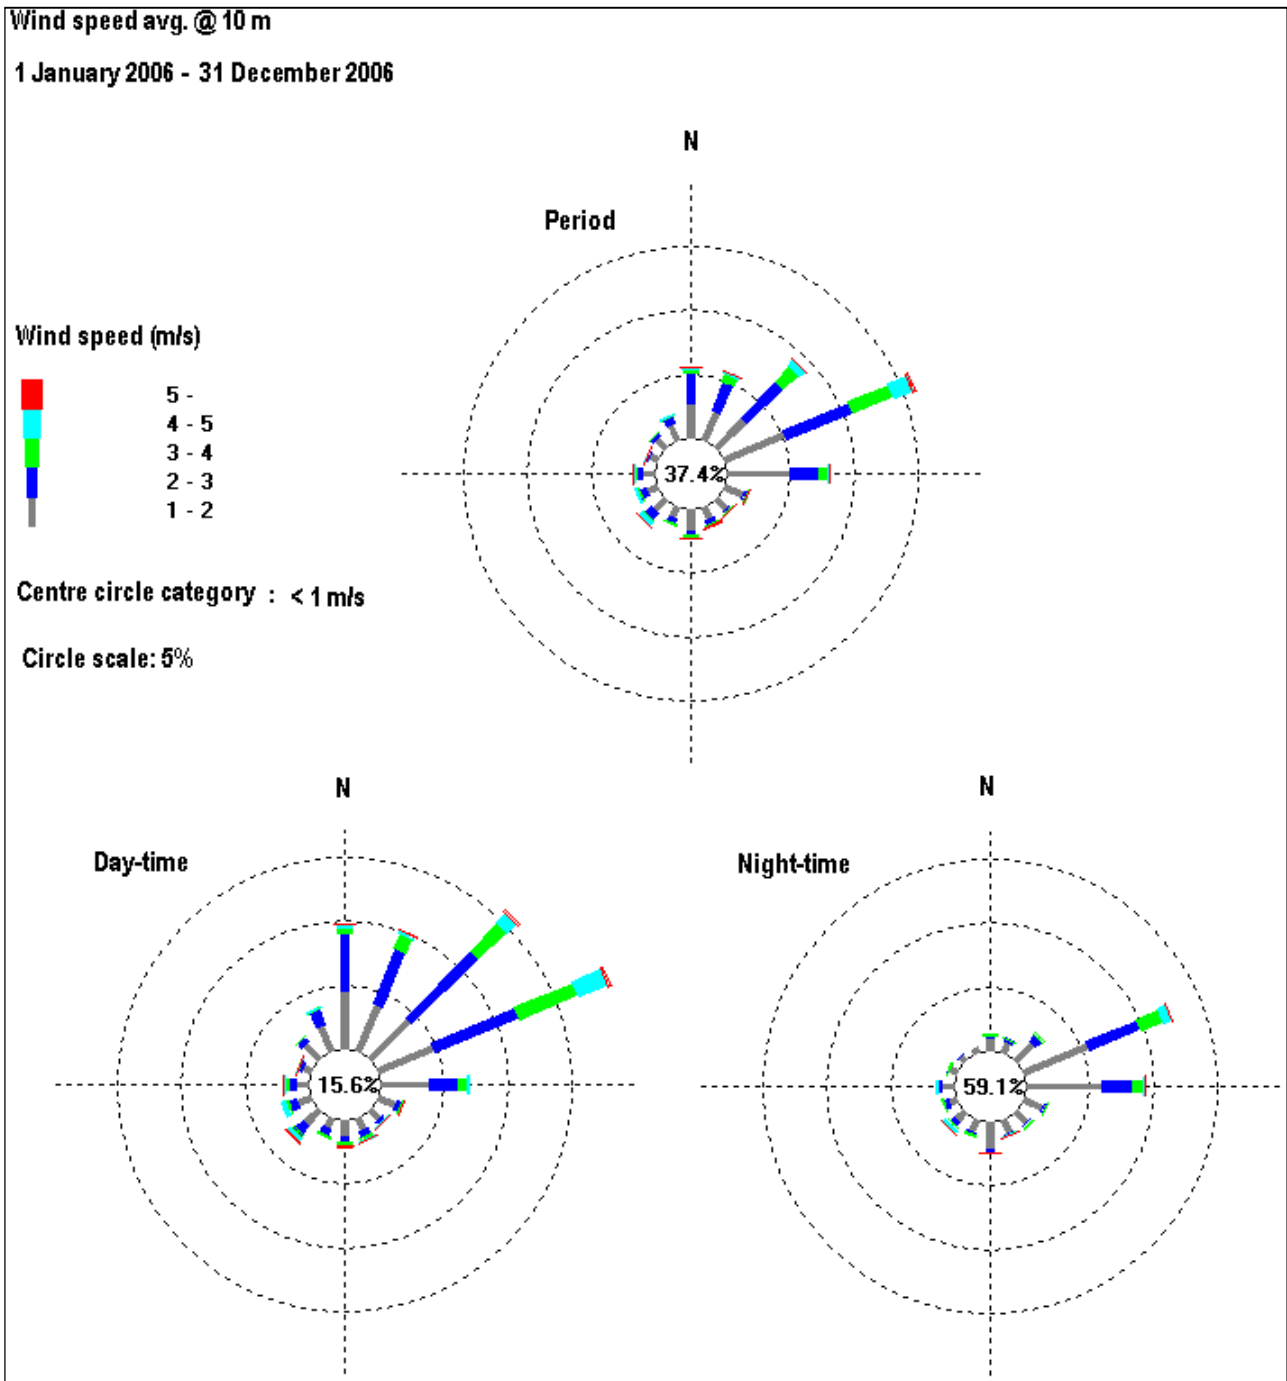 Wind speed avg. @ 10 m
1 January 2006 - 31 December 2006
N
Period
Wind speed (m/s)
5 -
4 - 5
3 - 4
2 - 3
1 - 2
37.4%
Centre circle category : < 1 m/s
Circle scale: 5%
N
N
Day-time
Night-time
15.6%
59.1%